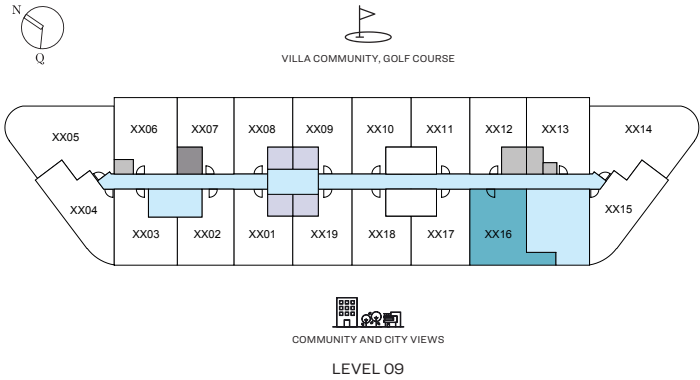 N
Q
VILLA COMMUNITY, GOLF COURSE
XX05
XX06
XX07
XX08
XX09
XX10
XX11
XX12
XX13
XX14
XX04
XX03
XX02
XX01
XX19
XX18
XX17
XX16
XX15
COMMUNITY AND CITY VIEWS
LEVEL 09